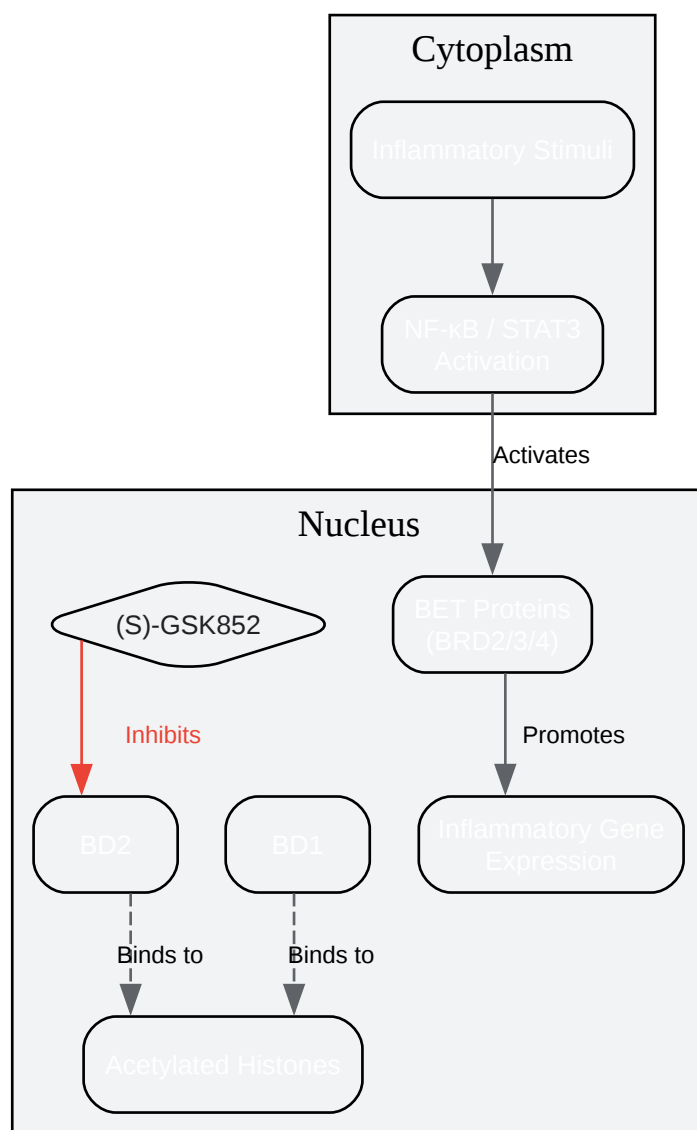 Cytoplasm
Inflammatory Stimuli
NF-κB / STAT3
Activation
Activates
Nucleus
(S)-GSK852
BET Proteins
(BRD2/3/4)
Inhibits
Promotes
BD2
BD1
Inflammatory Gene
Expression
Binds to
Binds to
Acetylated Histones